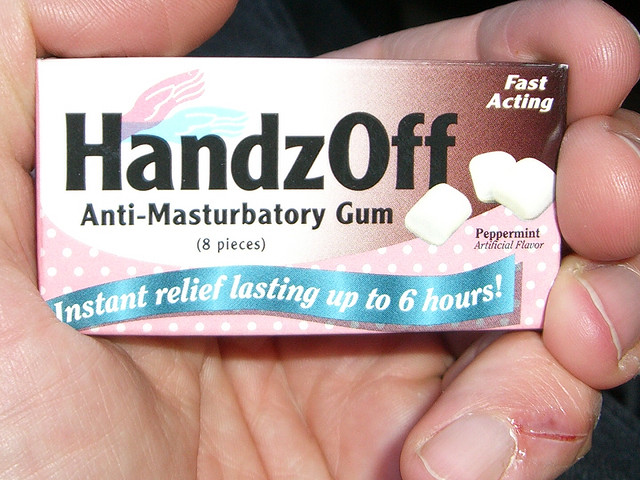 Fast
Acting
HandzOff
Anti-Masturbatory Gum
(8 pieces)
Peppermint
Artificial Flavor
Instant relief lasting up to 6 hours!